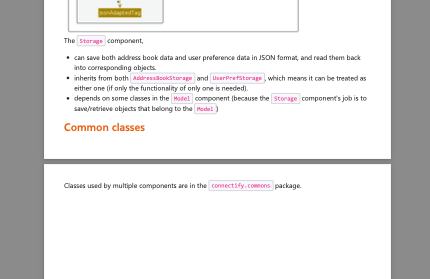 JsonAdaptedTag
The Storage component,
• can save both address book data and user preference data in JSON format, and read them back
into corresponding objects.
• inherits from both AddressBookStorage and UserPrefStorage, which means it can be treated as
either one (if only the functionality of only one is needed).
• depends on some classes in the Model component (because the Storage component's job is to
save/retrieve objects that belong to the Model)
Common classes
Classes used by multiple components are in the connectify.commons package.